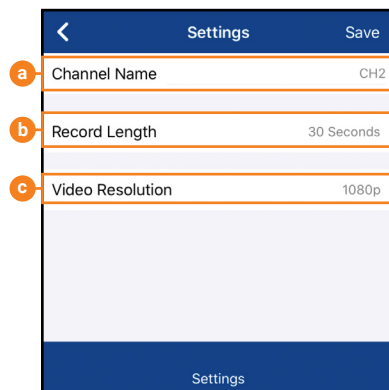 Settings Save
a Channel Name CH2
b Record Length 30 Seconds
c Video Resolution 1080p
Settings